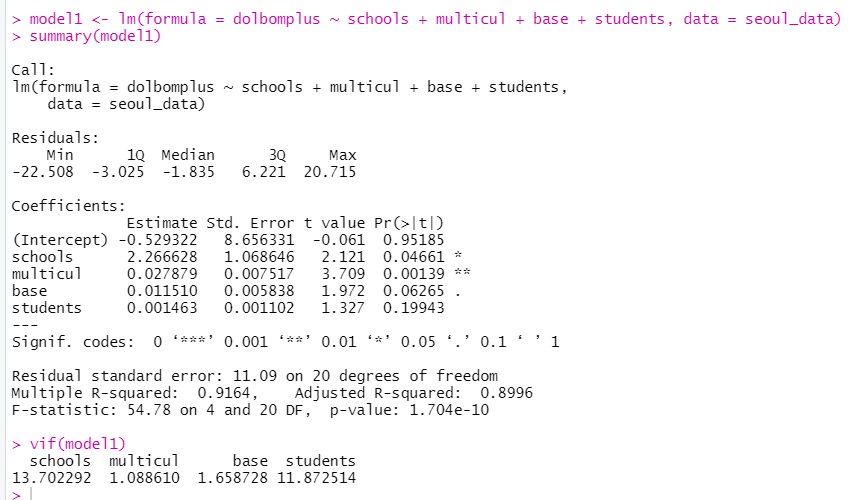 > model1 <- lm(formula = dolbomplus ~ schools + multicul + base + students, data = seoul_data)
> summary(model1)
Call:
lm(formula = dolbomplus ~ schools + multicul + base + students,
    data = seoul_data)
Residuals:
    Min      1Q  Median      3Q     Max
-22.508  -3.025  -1.835   6.221  20.715
Coefficients:
             Estimate Std. Error t value Pr(>|t|)
(Intercept) -0.529322   8.656331  -0.061  0.95185
schools      2.266628   1.068646   2.121  0.04661 *
multicul     0.027879   0.007517   3.709  0.00139 **
base         0.011510   0.005838   1.972  0.06265 .
students     0.001463   0.001102   1.327  0.19943
---
Signif. codes:  0 ‘***’ 0.001 ‘**’ 0.01 ‘*’ 0.05 ‘.’ 0.1 ‘ ’ 1
Residual standard error: 11.09 on 20 degrees of freedom
Multiple R-squared:  0.9164,    Adjusted R-squared:  0.8996
F-statistic: 54.78 on 4 and 20 DF,  p-value: 1.704e-10
> vif(model1)
  schools  multicul      base  students
13.702292  1.088610  1.658728 11.872514
>